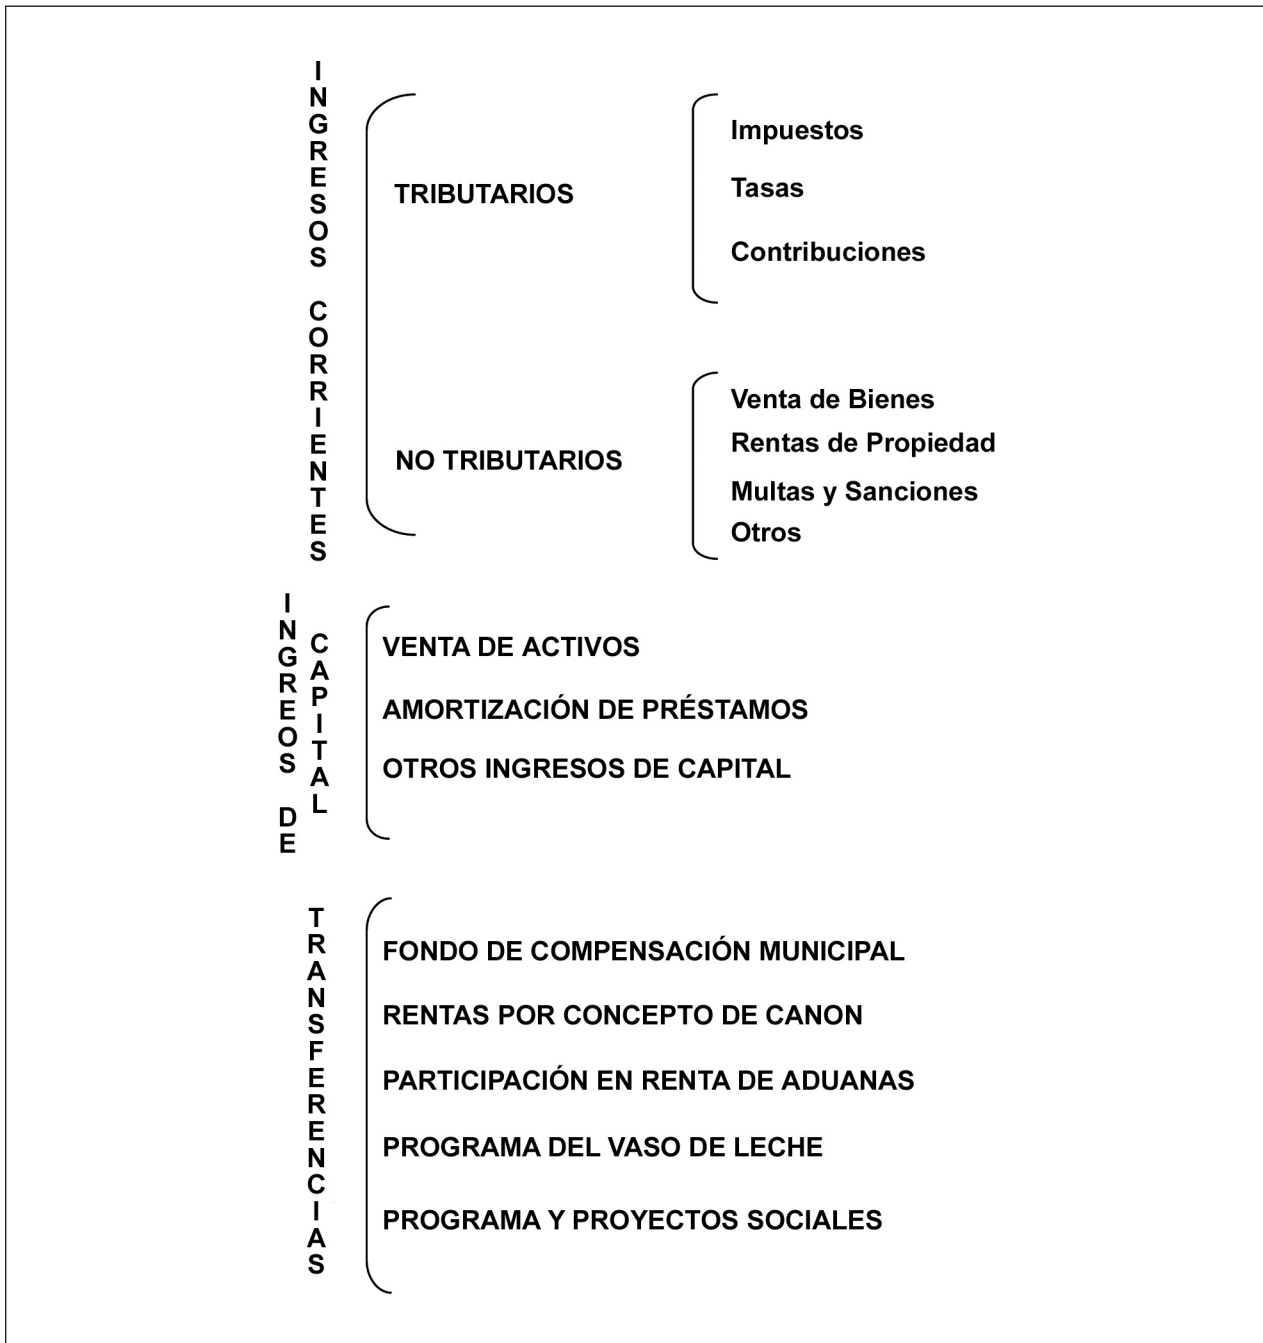 INGRESOS CORRIENTES
TRIBUTARIOS
Impuestos
Tasas
Contribuciones
NO TRIBUTARIOS
Venta de Bienes
Rentas de Propiedad
Multas y Sanciones
Otros
INGREOS DE
CAPITAL
VENTA DE ACTIVOS
AMORTIZACIÓN DE PRÉSTAMOS
OTROS INGRESOS DE CAPITAL
TRANSFERENCIAS
FONDO DE COMPENSACIÓN MUNICIPAL
RENTAS POR CONCEPTO DE CANON
PARTICIPACIÓN EN RENTA DE ADUANAS
PROGRAMA DEL VASO DE LECHE
PROGRAMA Y PROYECTOS SOCIALES